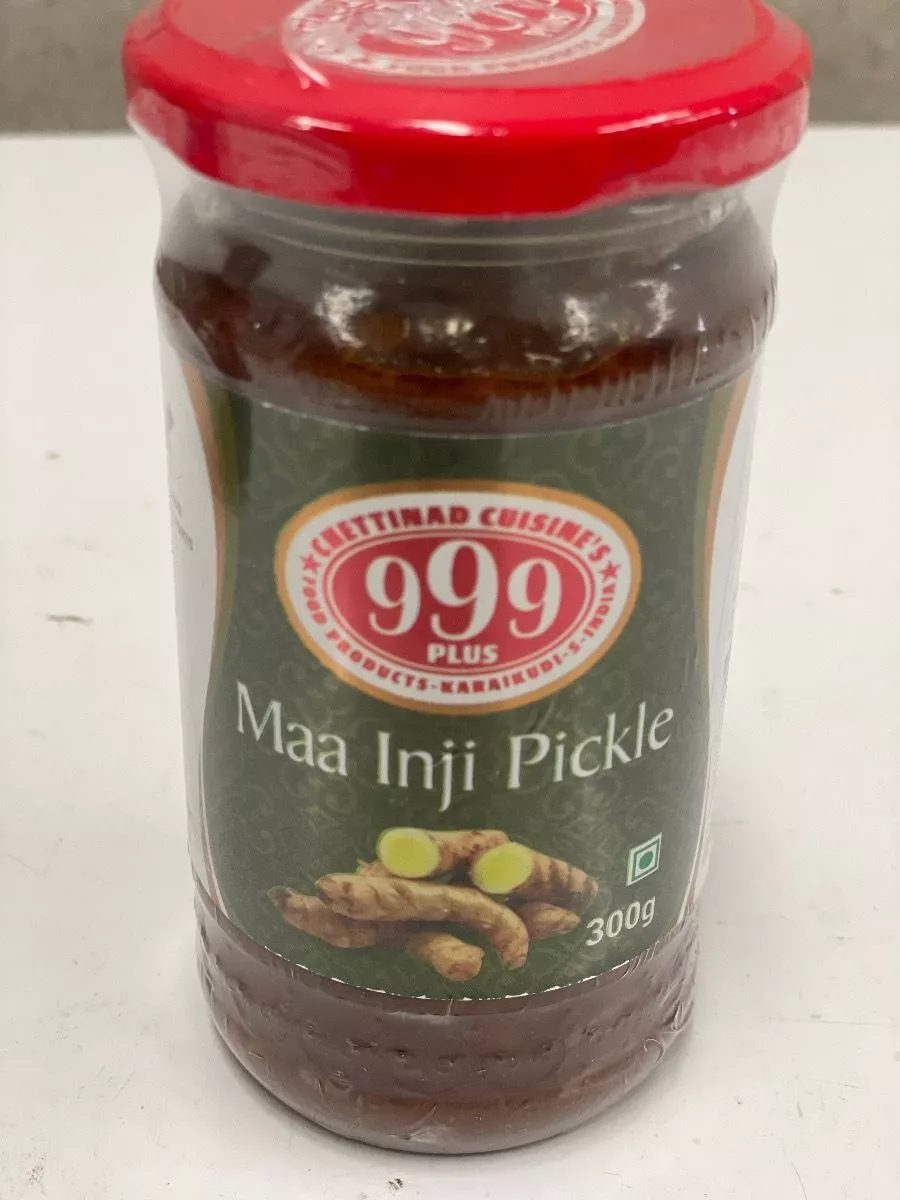 CHETTINAD CUISINE'S
999
PLUS
FOOD PRODUCTS-KARAIKUDI-S-INDIA
Maa Inji Pickle
300g